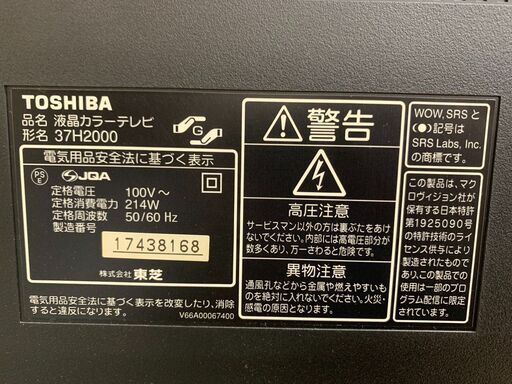 TOSHIBA
品名 液晶カラーテレビ
形名 37H2000
G
電気用品安全法に基づく表示
PS
E
JQA
定格電圧 100V～
定格消費電力 214W
定格周波数 50/60 Hz
製造番号
17438168
株式会社 東芝
電気用品安全法に基づく表示を改変したり、消除
すると違反になります。
V66A00067400
警告
高圧注意
サービスマン以外の方は裏ぶたをあけ
ないでください。内部には高電圧部分が
数多くあり、万一さわると危険です。
異物注意
通風孔などから金属や燃えやすいも
のを絶対に入れないでください。火災・
感電の原因となります。
WOW, SRS と
(●)記号は
SRS Labs, Inc.
の商標です。
この製品は、マク
ロヴィジョン社が
保有する日本特許
第1925090号
の特許技術のライ
センス供与により
製造されたもので
あり、この製品での
使用は一部のプロ
グラム配信に限定
されます。